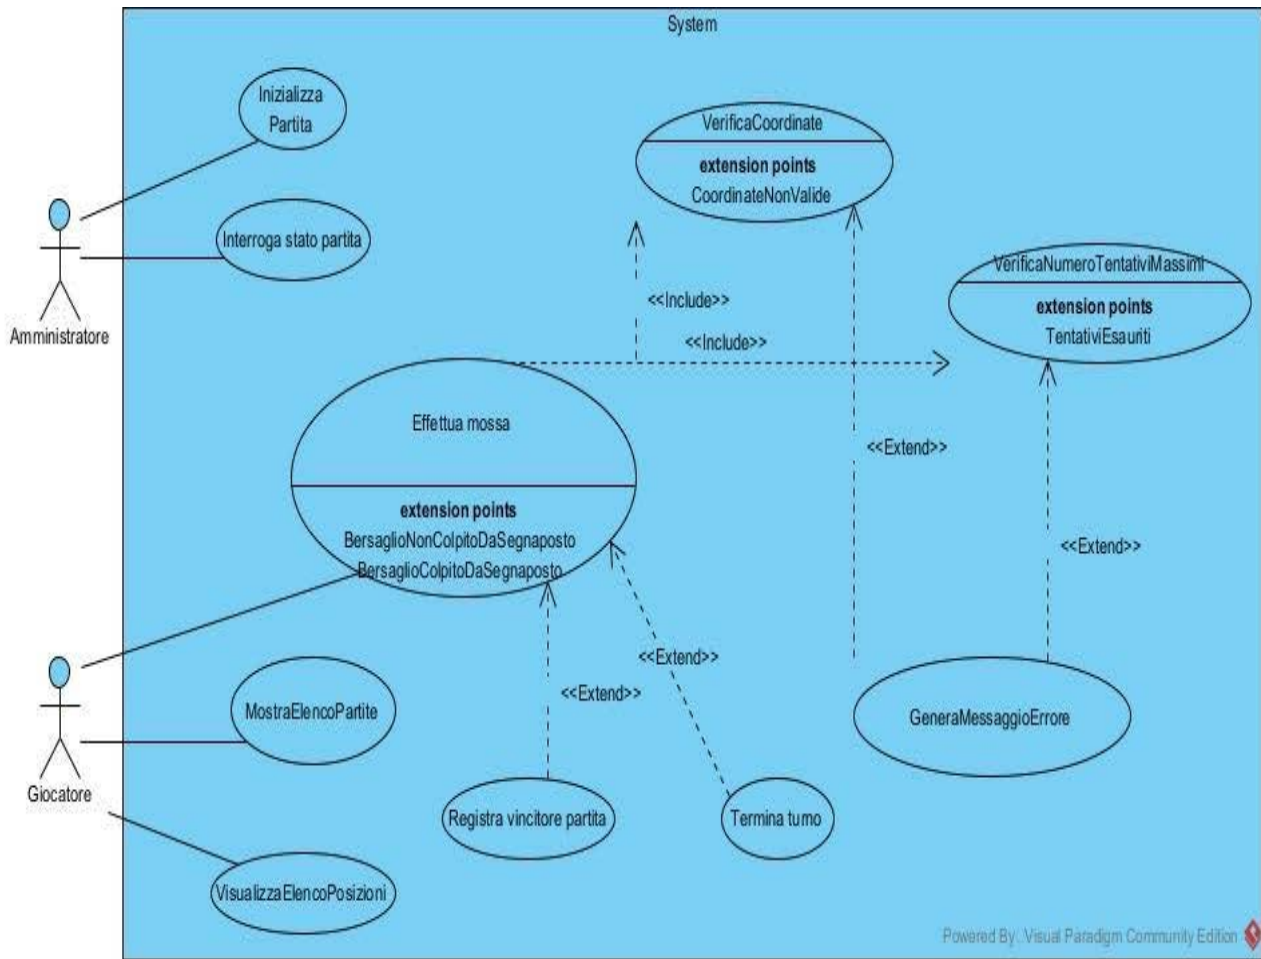 System
Inizializza
Partita
VerificaCoordinate
extension points
CoordinateNonValide
Interroga stato partita
VerificaNumeroTentativiMassimi
extension points
TentativiEsauriti
<<Include>>
<<Include>>
Amministratore
Effettua mossa
<<Extend>>
extension points
BersaglioNonColpitoDaSegnaposto
BersaglioColpitoDaSegnaposto
<<Extend>>
<<Extend>>
<<Extend>>
MostraElencoPartite
GeneraMessaggioErrore
Giocatore
Registra vincitore partita
Termina turno
VisualizzaElencoPosizioni
Powered By: Visual Paradigm Community Edition